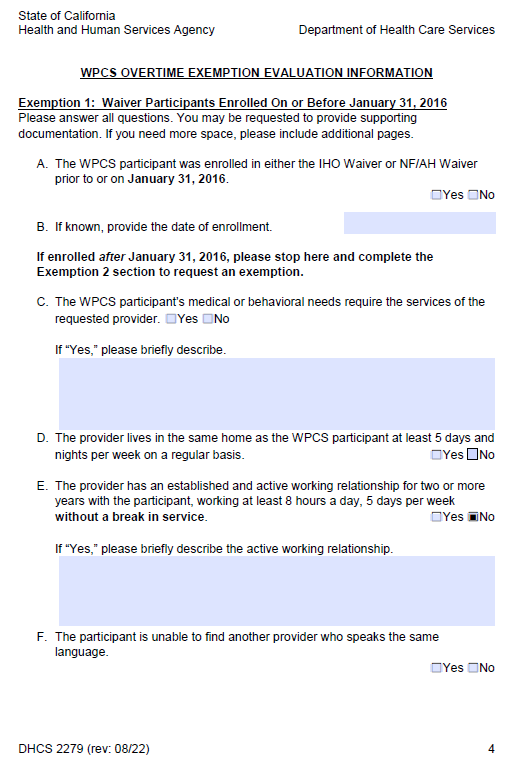 State of California
Health and Human Services Agency Department of Health Care Services
WPCS OVERTIME EXEMPTION EVALUATION INFORMATION
Exemption 1: Waiver Participants Enrolled On or Before January 31, 2016
Please answer all questions. You may be requested to provide supporting
documentation. If you need more space, please include additional pages.
A. The WPCS participant was enrolled in either the IHO Waiver or NF/AH Waiver
prior to or on January 31, 2016.
Yes No
B. If known, provide the date of enrollment.
If enrolled after January 31, 2016, please stop here and complete the
Exemption 2 section to request an exemption.
C. The WPCS participant's medical or behavioral needs require the services of the
requested provider. Yes No
If “Yes,” please briefly describe.
D. The provider lives in the same home as the WPCS participant at least 5 days and
nights per week on a regular basis. Yes No
E. The provider has an established and active working relationship for two or more
years with the participant, working at least 8 hours a day, 5 days per week
without a break in service. Yes No
If “Yes,” please briefly describe the active working relationship.
F. The participant is unable to find another provider who speaks the same
language.
Yes No
DHCS 2279 (rev: 08/22) 4